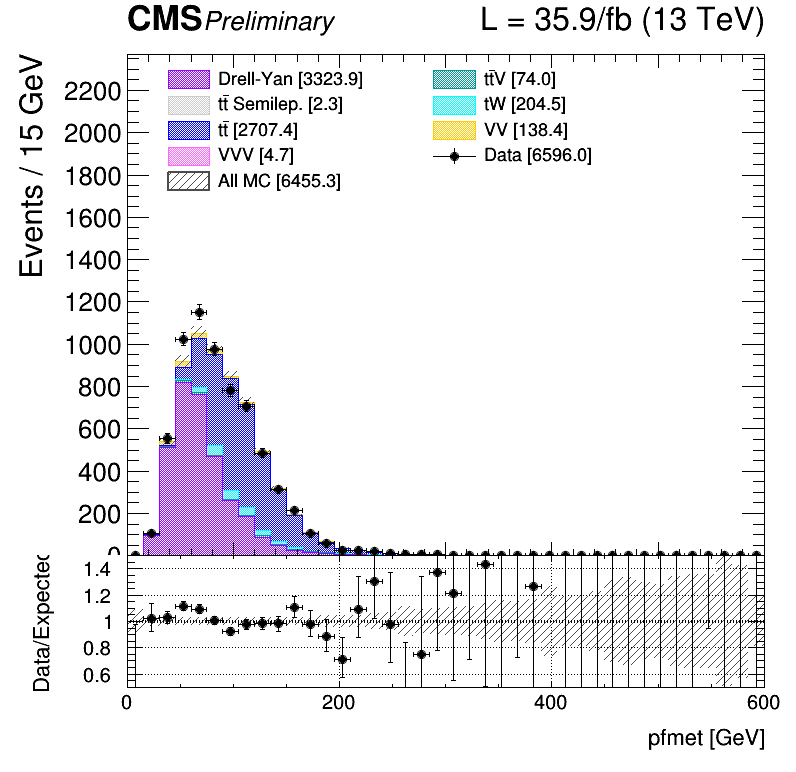 CMS Preliminary L = 35.9/fb (13 TeV)
Events / 15 GeV
Drell-Yan [3323.9]
tt̄ Semilep. [2.3]
tt̄ [2707.4]
VVV [4.7]
All MC [6455.3]
tt̄V [74.0]
tW [204.5]
VV [138.4]
Data [6596.0]
2200
2000
1800
1600
1400
1200
1000
800
600
400
200
0
Data/Expected
1.4
1.2
1
0.8
0.6
0 200 400 600
pfmet [GeV]